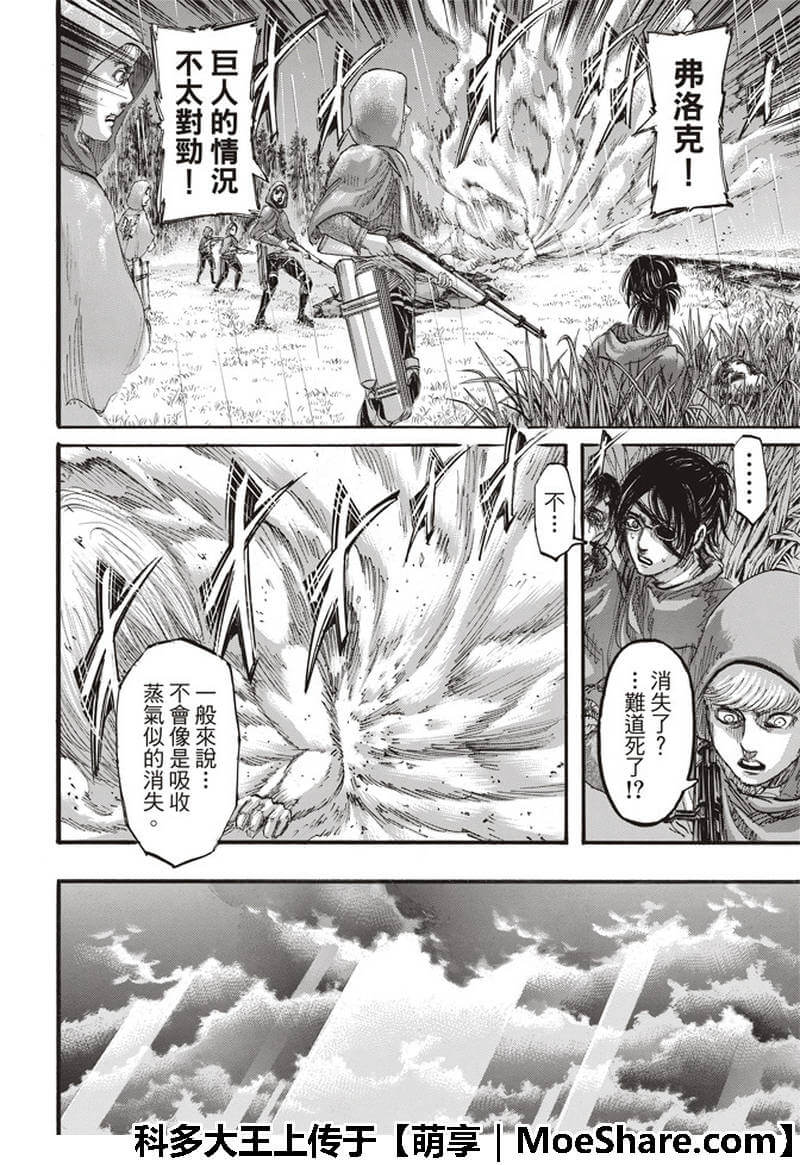 弗洛克！
巨人的情況
不太對勁！
……
消失了？
…難道死了!?
不…
一般來說…
不會像是吸收
蒸氣似的消失。
科多大王上传于【萌享 | MoeShare.com】